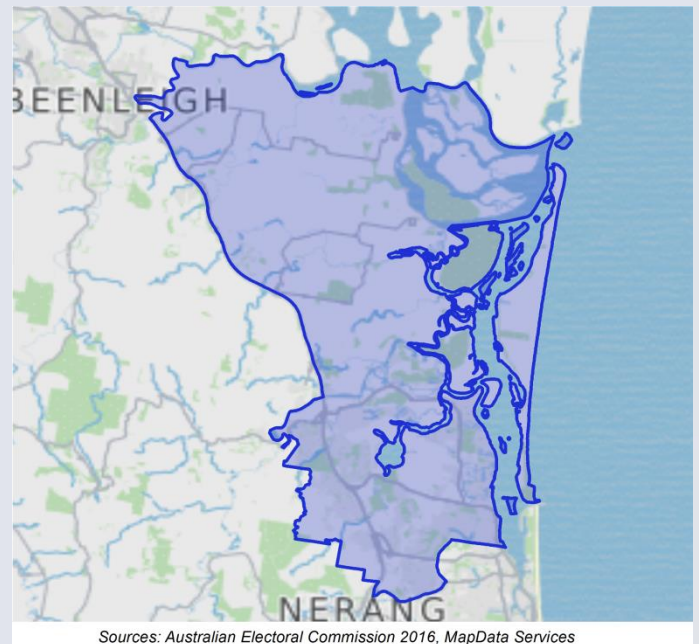 BEENLEIGH
NERANG
Sources: Australian Electoral Commission 2016, MapData Services